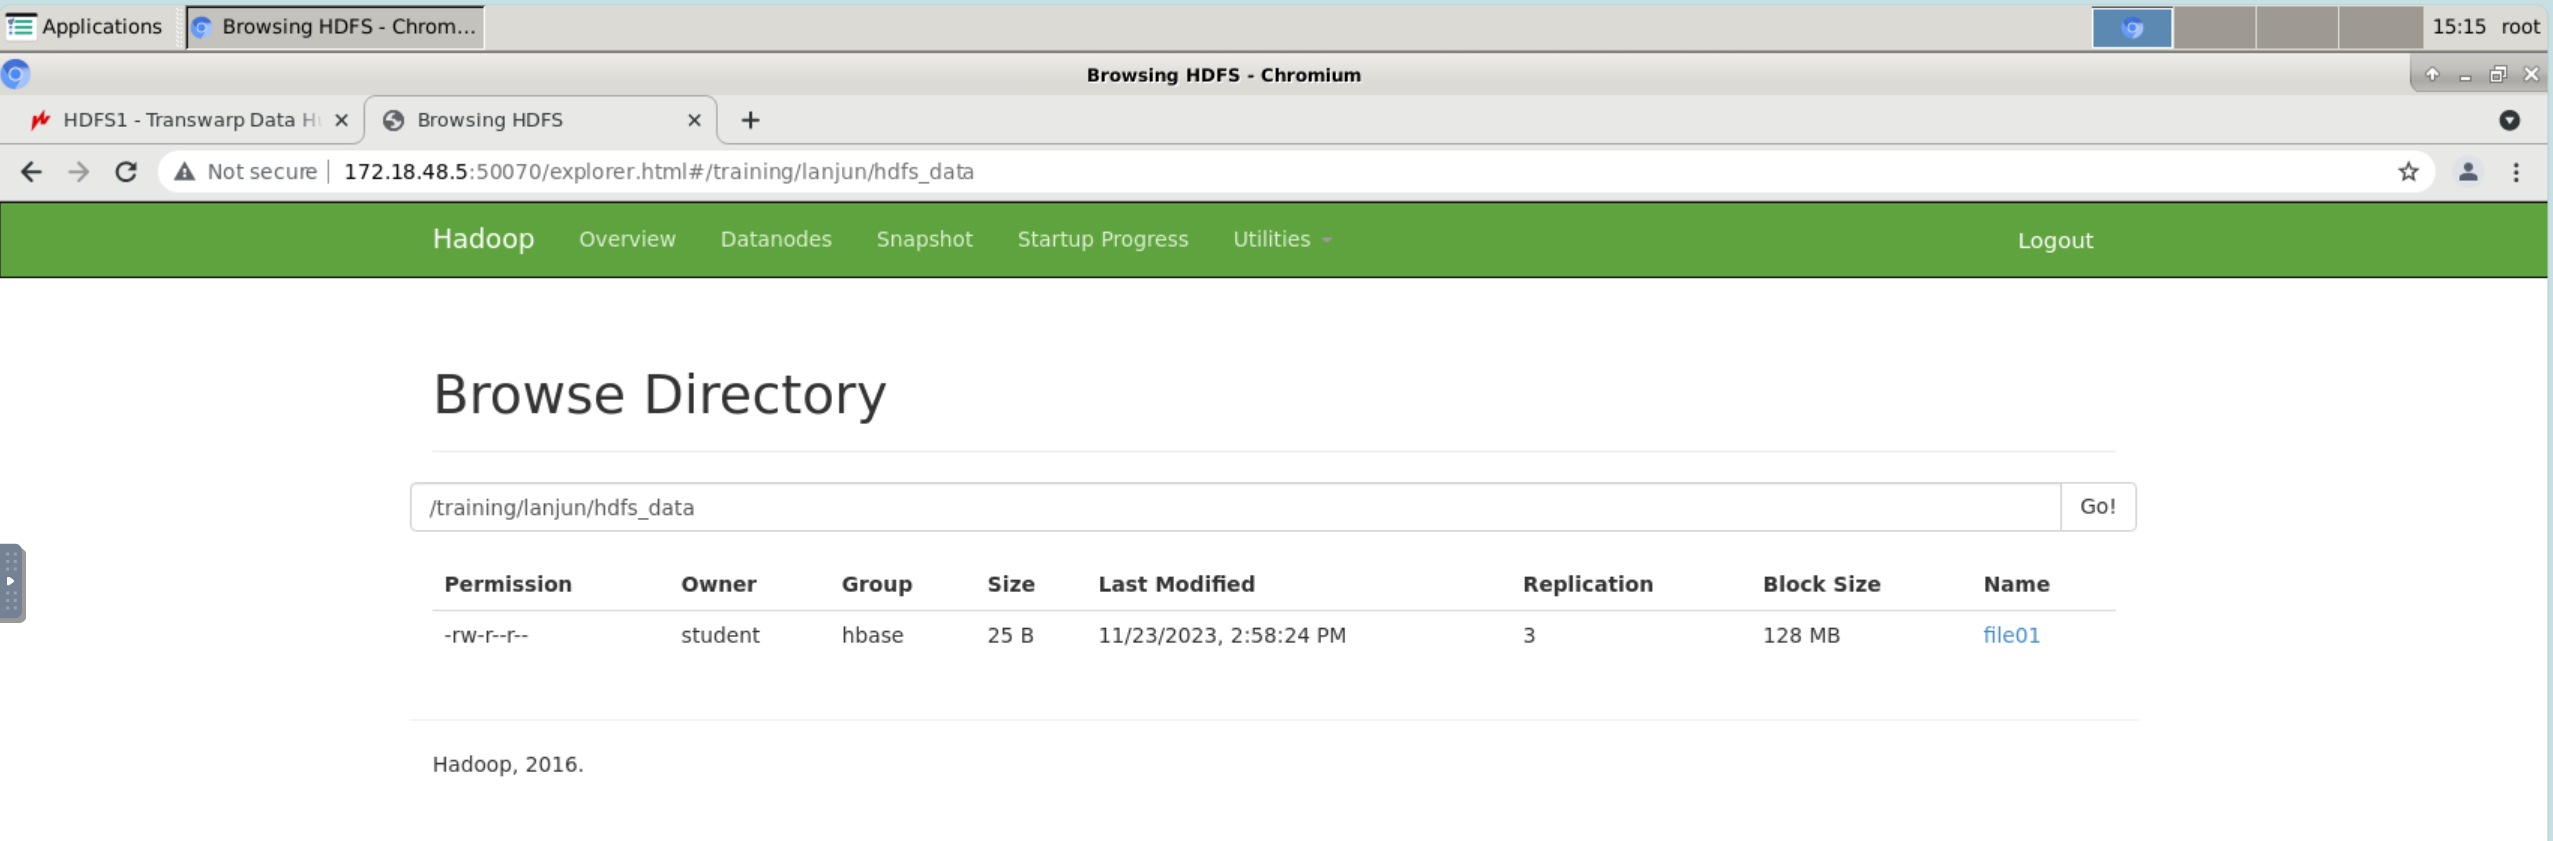 Applications Browsing HDFS - Chrom... 15:15 root
Browsing HDFS - Chromium
HDFS1 - Transwarp Data H Browsing HDFS
Not secure 172.18.48.5:50070/explorer.html#/training/lanjun/hdfs_data
Hadoop Overview Datanodes Snapshot Startup Progress Utilities Logout
Browse Directory
/training/lanjun/hdfs_data Go!
Permission Owner Group Size Last Modified Replication Block Size Name
-rw-r--r-- student hbase 25 B 11/23/2023, 2:58:24 PM 3 128 MB file01
Hadoop, 2016.